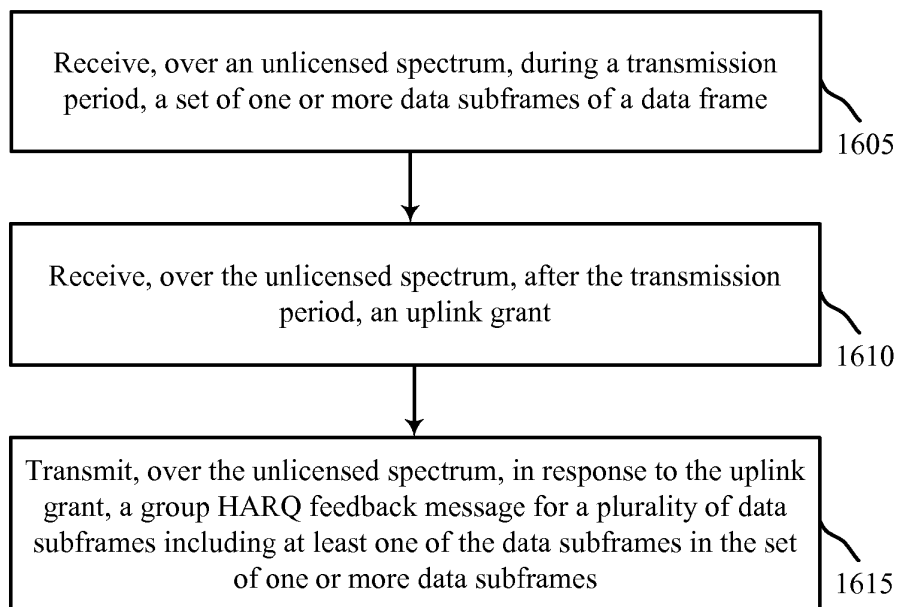 Receive, over an unlicensed spectrum, during a transmission
period, a set of one or more data subframes of a data frame
1605
Receive, over the unlicensed spectrum, after the transmission
period, an uplink grant
1610
Transmit, over the unlicensed spectrum, in response to the uplink
grant, a group HARQ feedback message for a plurality of data
subframes including at least one of the data subframes in the set
of one or more data subframes
1615